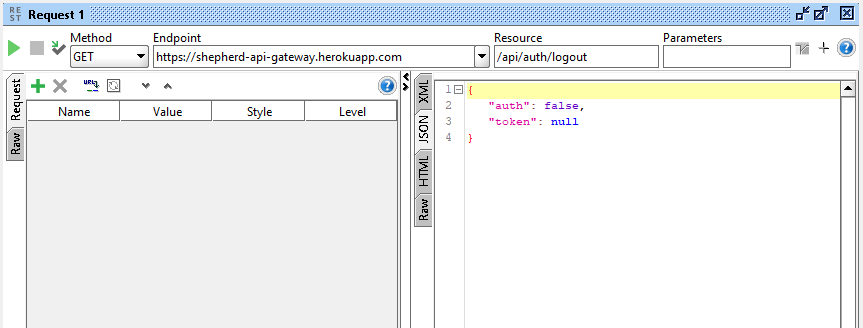 RE
ST
Request 1
Method
Endpoint
Resource
Parameters
GET
https://shepherd-api-gateway.herokuapp.com
/api/auth/logout
Request
Raw
URL
Name
Value
Style
Level
XML
JSON
HTML
Raw
1 {
2 "auth": false,
3 "token": null
4 }